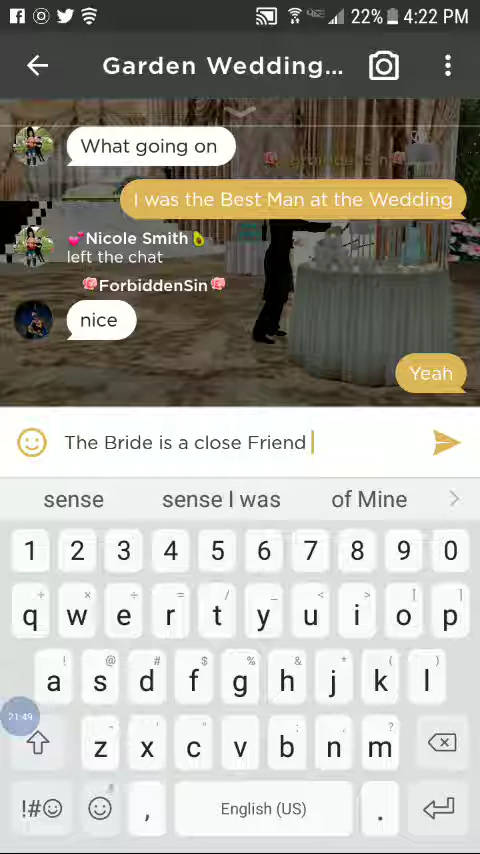 22% 4:22 PM
Garden Wedding...
What going on
I was the Best Man at the Wedding
💕Nicole Smith🥑
left the chat
🌹ForbiddenSin🌹
nice
Yeah
The Bride is a close Friend
sense sense I was of Mine >
1 2 3 4 5 6 7 8 9 0
q w e r t y u i o p
a s d f g h j k l
21:49
z x c v b n m
!#☺ , English (US) .